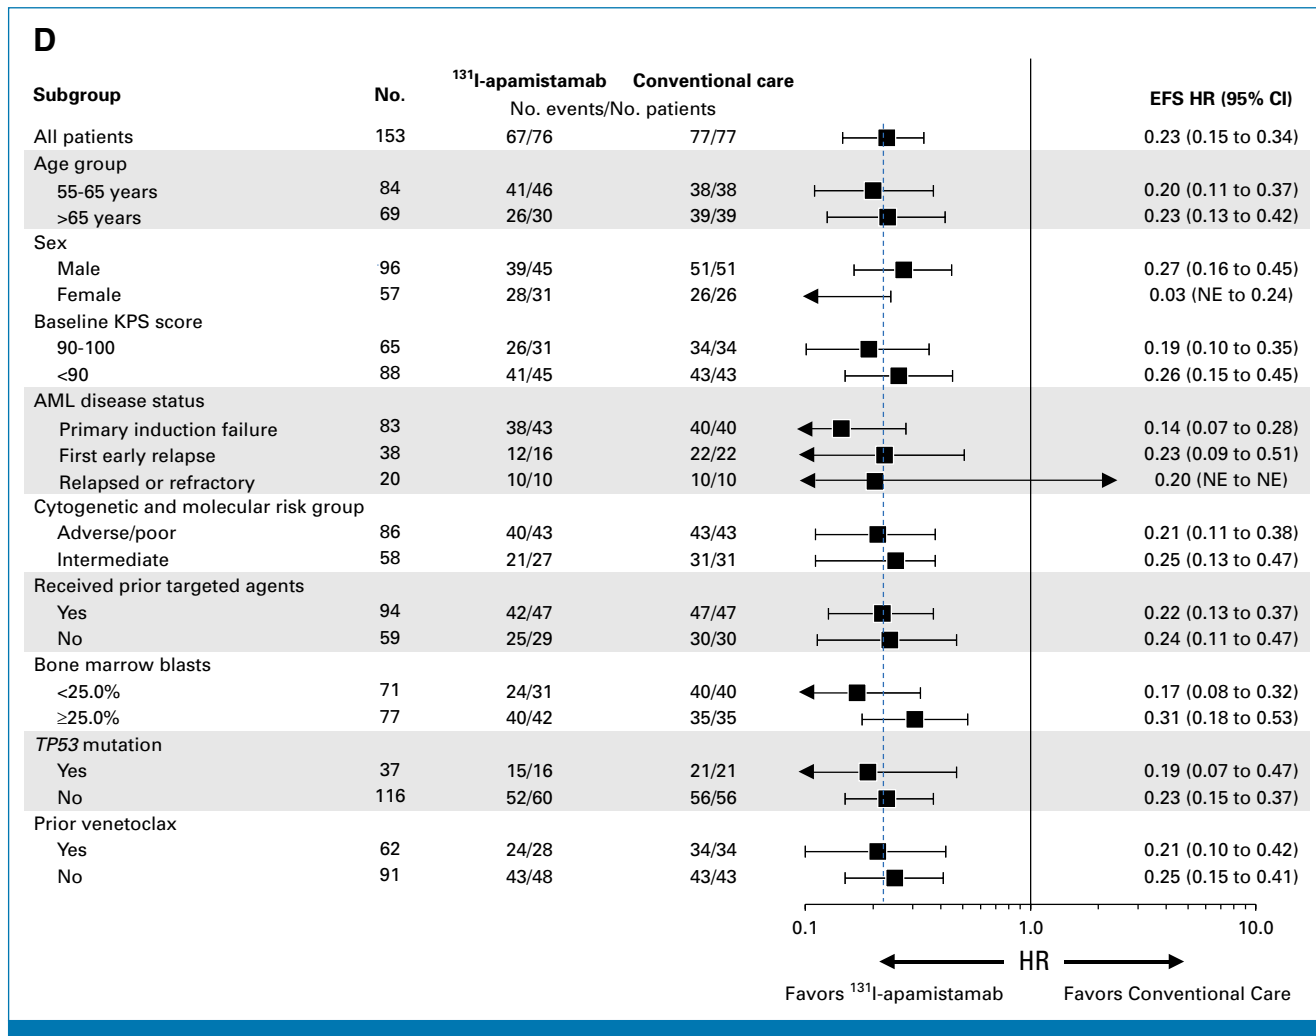 D
Subgroup No. ¹³¹I-apamistamab Conventional care EFS HR (95% CI)
No. events/No. patients
All patients 153 67/76 77/77 0.23 (0.15 to 0.34)
Age group
55-65 years 84 41/46 38/38 0.20 (0.11 to 0.37)
>65 years 69 26/30 39/39 0.23 (0.13 to 0.42)
Sex
Male 96 39/45 51/51 0.27 (0.16 to 0.45)
Female 57 28/31 26/26 0.03 (NE to 0.24)
Baseline KPS score
90-100 65 26/31 34/34 0.19 (0.10 to 0.35)
<90 88 41/45 43/43 0.26 (0.15 to 0.45)
AML disease status
Primary induction failure 83 38/43 40/40 0.14 (0.07 to 0.28)
First early relapse 38 12/16 22/22 0.23 (0.09 to 0.51)
Relapsed or refractory 20 10/10 10/10 0.20 (NE to NE)
Cytogenetic and molecular risk group
Adverse/poor 86 40/43 43/43 0.21 (0.11 to 0.38)
Intermediate 58 21/27 31/31 0.25 (0.13 to 0.47)
Received prior targeted agents
Yes 94 42/47 47/47 0.22 (0.13 to 0.37)
No 59 25/29 30/30 0.24 (0.11 to 0.47)
Bone marrow blasts
<25.0% 71 24/31 40/40 0.17 (0.08 to 0.32)
≥25.0% 77 40/42 35/35 0.31 (0.18 to 0.53)
TP53 mutation
Yes 37 15/16 21/21 0.19 (0.07 to 0.47)
No 116 52/60 56/56 0.23 (0.15 to 0.37)
Prior venetoclax
Yes 62 24/28 34/34 0.21 (0.10 to 0.42)
No 91 43/48 43/43 0.25 (0.15 to 0.41)
0.1 1.0 10.0
HR
Favors ¹³¹I-apamistamab Favors Conventional Care